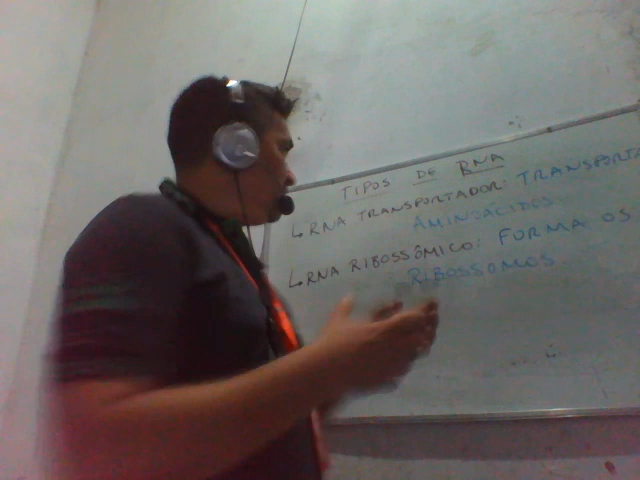 TIPOS DE RNA
↳ RNA TRANSPORTADOR: TRANSPORTA
AMINOÁCIDOS
↳ RNA RIBOSSÔMICO: FORMA OS
RIBOSSOMOS